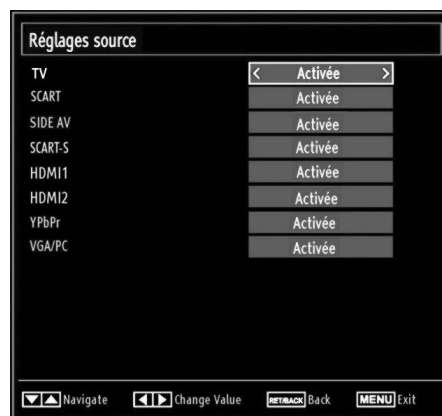 Réglages source
TV < Activée >
SCART Activée
SIDE AV Activée
SCART-S Activée
HDMI1 Activée
HDMI2 Activée
YPbPr Activée
VGA/PC Activée
Navigate Change Value RET/BACK Back MENU Exit